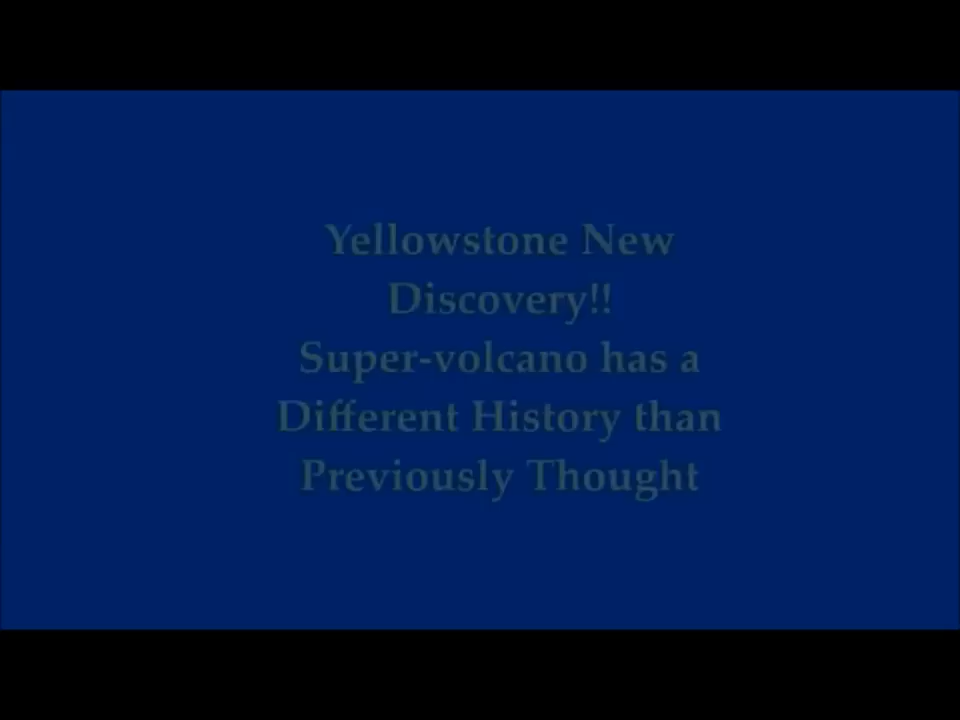 Yellowstone New
Discovery!!
Super-volcano has a
Different History than
Previously Thought